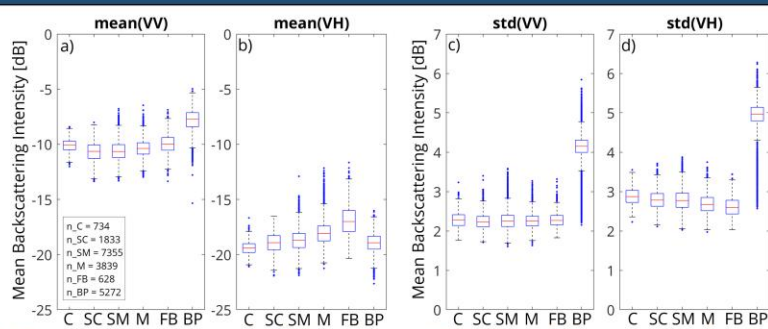 mean(VV)
mean(VH)
std(VV)
std(VH)
a)
b)
c)
d)
Mean Backscattering Intensity [dB]
0
-5
-10
-15
-20
-25
n_C = 734
n_SC = 1833
n_SM = 7355
n_M = 3839
n_FB = 628
n_BP = 5272
C SC SM M FB BP
0
-5
-10
-15
-20
-25
C SC SM M FB BP
Mean Backscattering Intensity [dB]
7
6
5
4
3
2
1
0
C SC SM M FB BP
7
6
5
4
3
2
1
0
C SC SM M FB BP